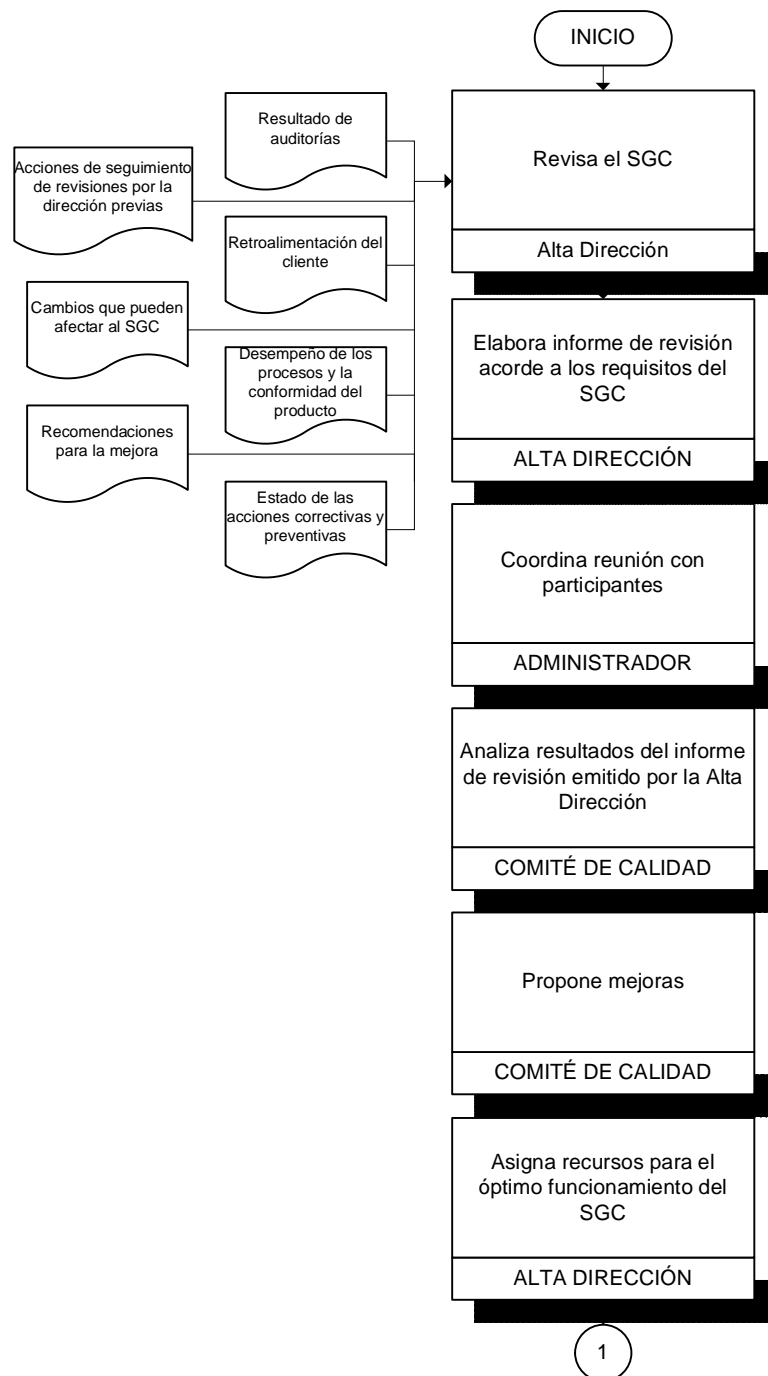 INICIO
Resultado de
auditorías
Revisa el SGC
Alta Dirección
Acciones de seguimiento
de revisiones por la
dirección previas
Retroalimentación del
cliente
Cambios que pueden
afectar al SGC
Desempeño de los
procesos y la
conformidad del
producto
Recomendaciones
para la mejora
Estado de las
acciones correctivas y
preventivas
Elabora informe de revisión
acorde a los requisitos del
SGC
ALTA DIRECCIÓN
Coordina reunión con
participantes
ADMINISTRADOR
Analiza resultados del informe
de revisión emitido por la Alta
Dirección
COMITÉ DE CALIDAD
Propone mejoras
COMITÉ DE CALIDAD
Asigna recursos para el
óptimo funcionamiento del
SGC
ALTA DIRECCIÓN
1